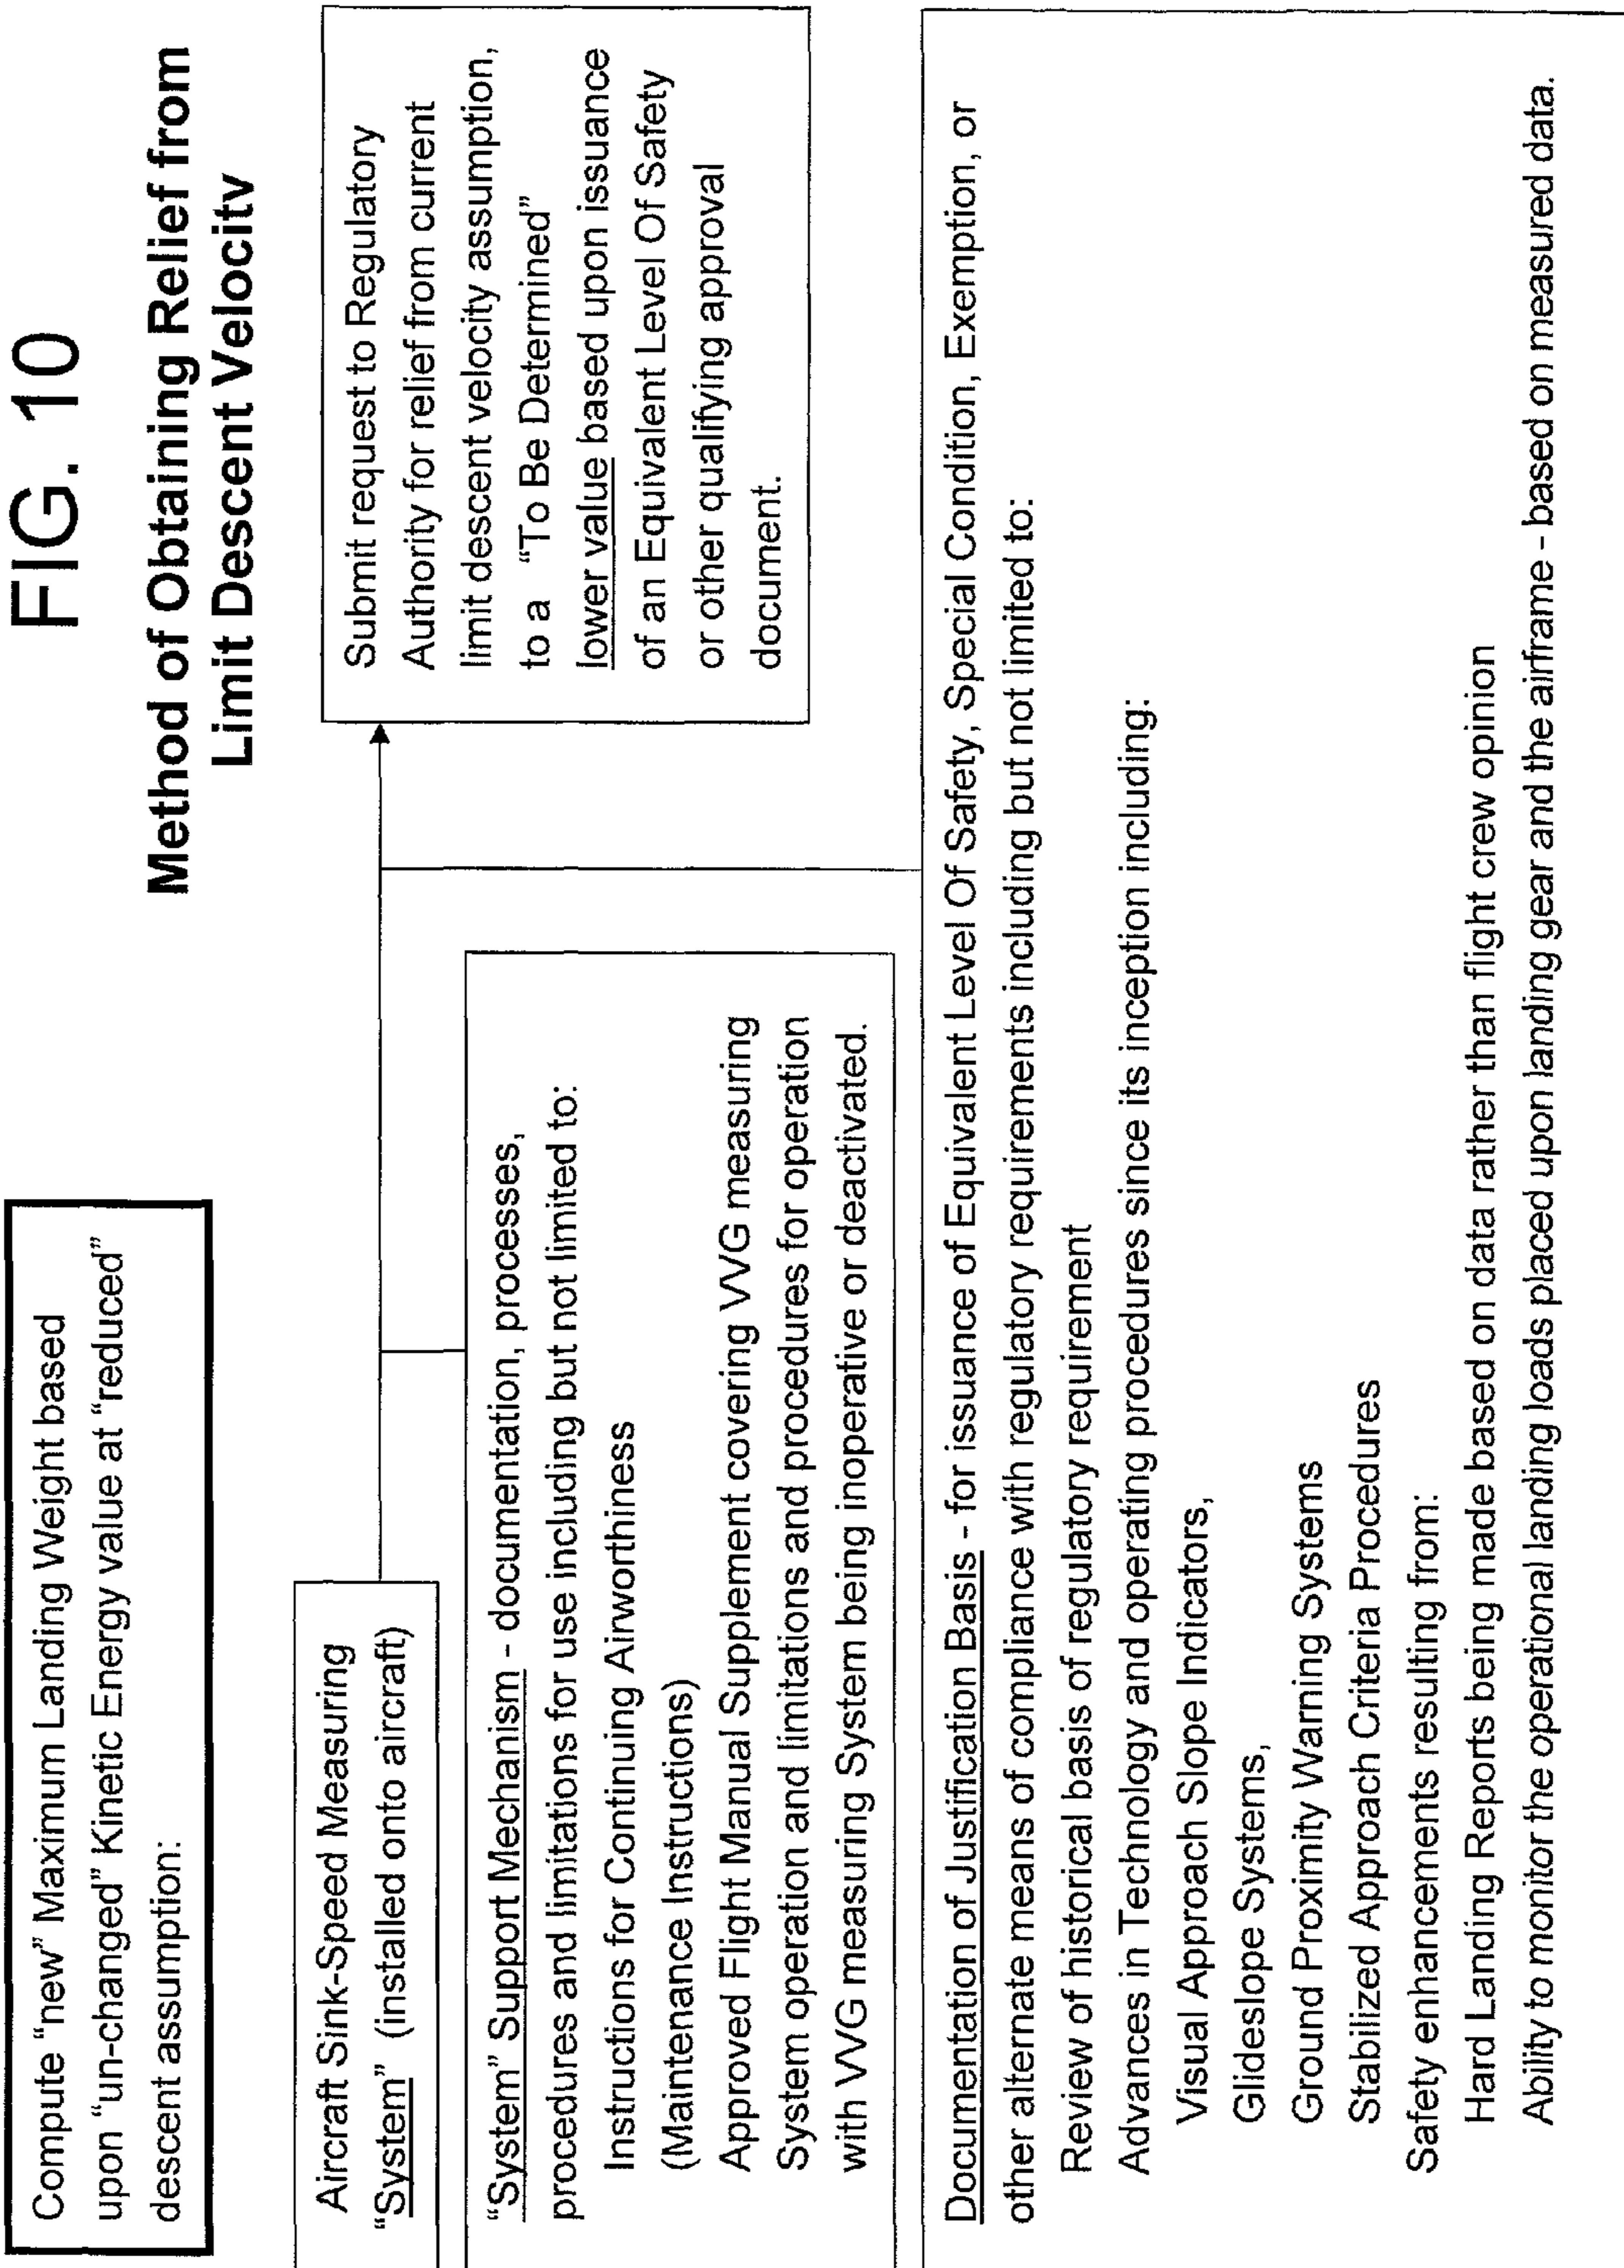 FIG. 10
Method of Obtaining Relief from
Limit Descent Velocity
Compute “new” Maximum Landing Weight based
upon “un-changed” Kinetic Energy value at “reduced”
descent assumption:
Aircraft Sink-Speed Measuring
“System” (installed onto aircraft)
Submit request to Regulatory
Authority for relief from current
limit descent velocity assumption,
to a “To Be Determined”
lower value based upon issuance
of an Equivalent Level Of Safety
or other qualifying approval
document.
“System” Support Mechanism - documentation, processes,
procedures and limitations for use including but not limited to:
Instructions for Continuing Airworthiness
(Maintenance Instructions)
Approved Flight Manual Supplement covering VVG measuring
System operation and limitations and procedures for operation
with VVG measuring System being inoperative or deactivated.
Documentation of Justification Basis - for issuance of Equivalent Level Of Safety, Special Condition, Exemption, or
other alternate means of compliance with regulatory requirements including but not limited to:
Review of historical basis of regulatory requirement
Advances in Technology and operating procedures since its inception including:
Visual Approach Slope Indicators,
Glideslope Systems,
Ground Proximity Warning Systems
Stabilized Approach Criteria Procedures
Safety enhancements resulting from:
Hard Landing Reports being made based on data rather than flight crew opinion
Ability to monitor the operational landing loads placed upon landing gear and the airframe - based on measured data.